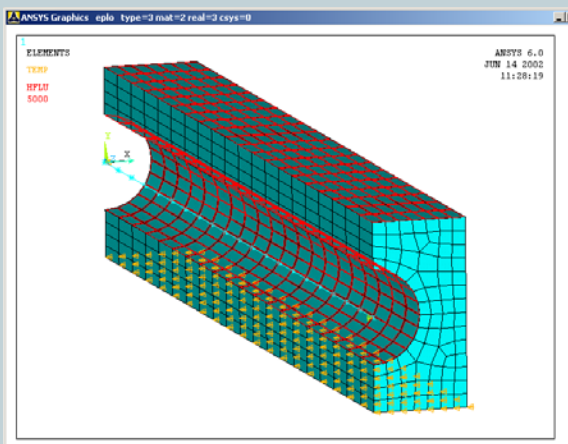 ANSYS Graphics eplo type=3 mat=2 real=3 csys=0
1
ELEMENTS
TEMP
HFLU
5000
ANSYS 6.0
JUN 14 2002
11:28:19
Y
X